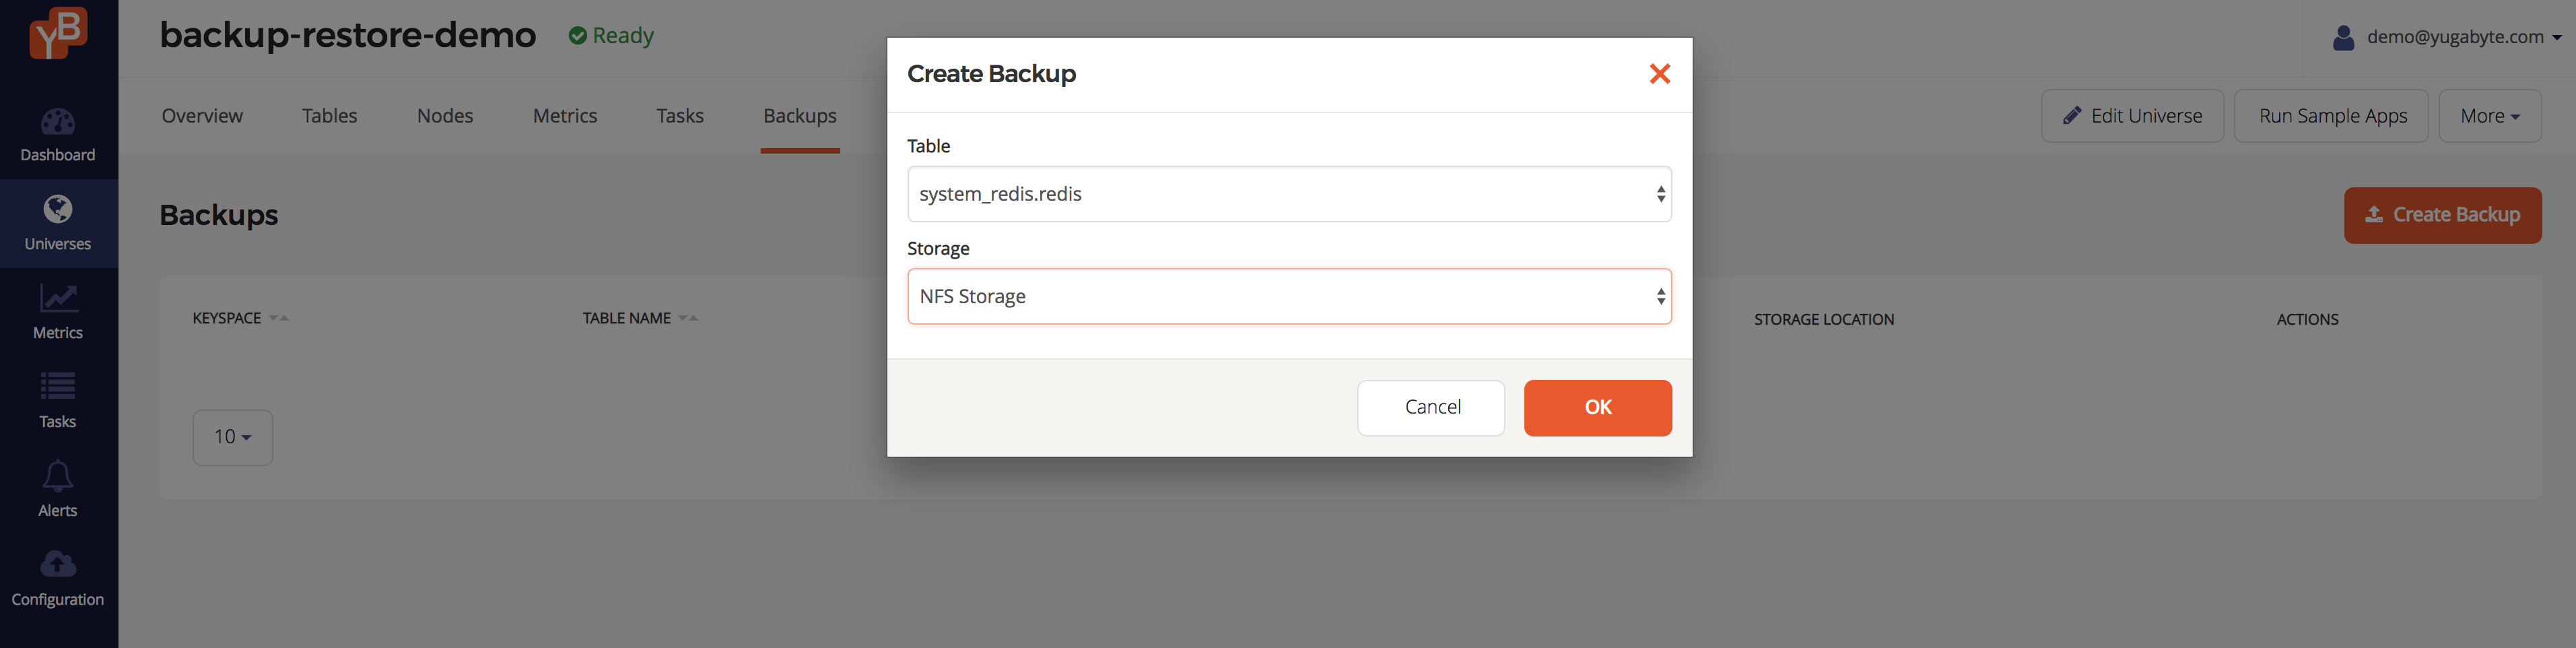 YB
backup-restore-demo Ready
demo@yugabyte.com
Overview Tables Nodes Metrics Tasks Backups
Edit Universe Run Sample Apps More
Dashboard
Universes
Metrics
Tasks
Alerts
Configuration
Backups
Create Backup
KEYSPACE TABLE NAME STORAGE LOCATION ACTIONS
10
Create Backup
Table
system_redis.redis
Storage
NFS Storage
Cancel OK